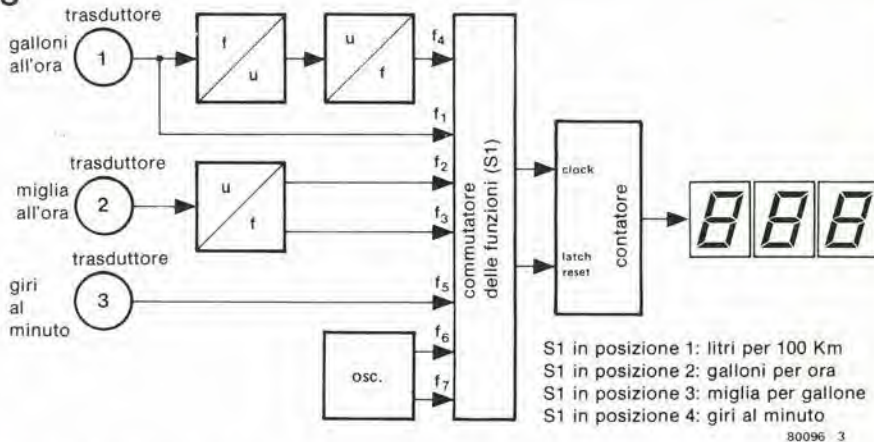 trasduttore
galloni
all'ora
1
f
u
u
f
f4
f1
trasduttore
miglia
all'ora
2
u
f
f2
f3
trasduttore
giri
al
minuto
3
f5
osc.
f6
f7
commutatore
delle funzioni (S1)
clock
latch
reset
contatore
888
S1 in posizione 1: litri per 100 Km
S1 in posizione 2: galloni per ora
S1 in posizione 3: miglia per gallone
S1 in posizione 4: giri al minuto
80096 3